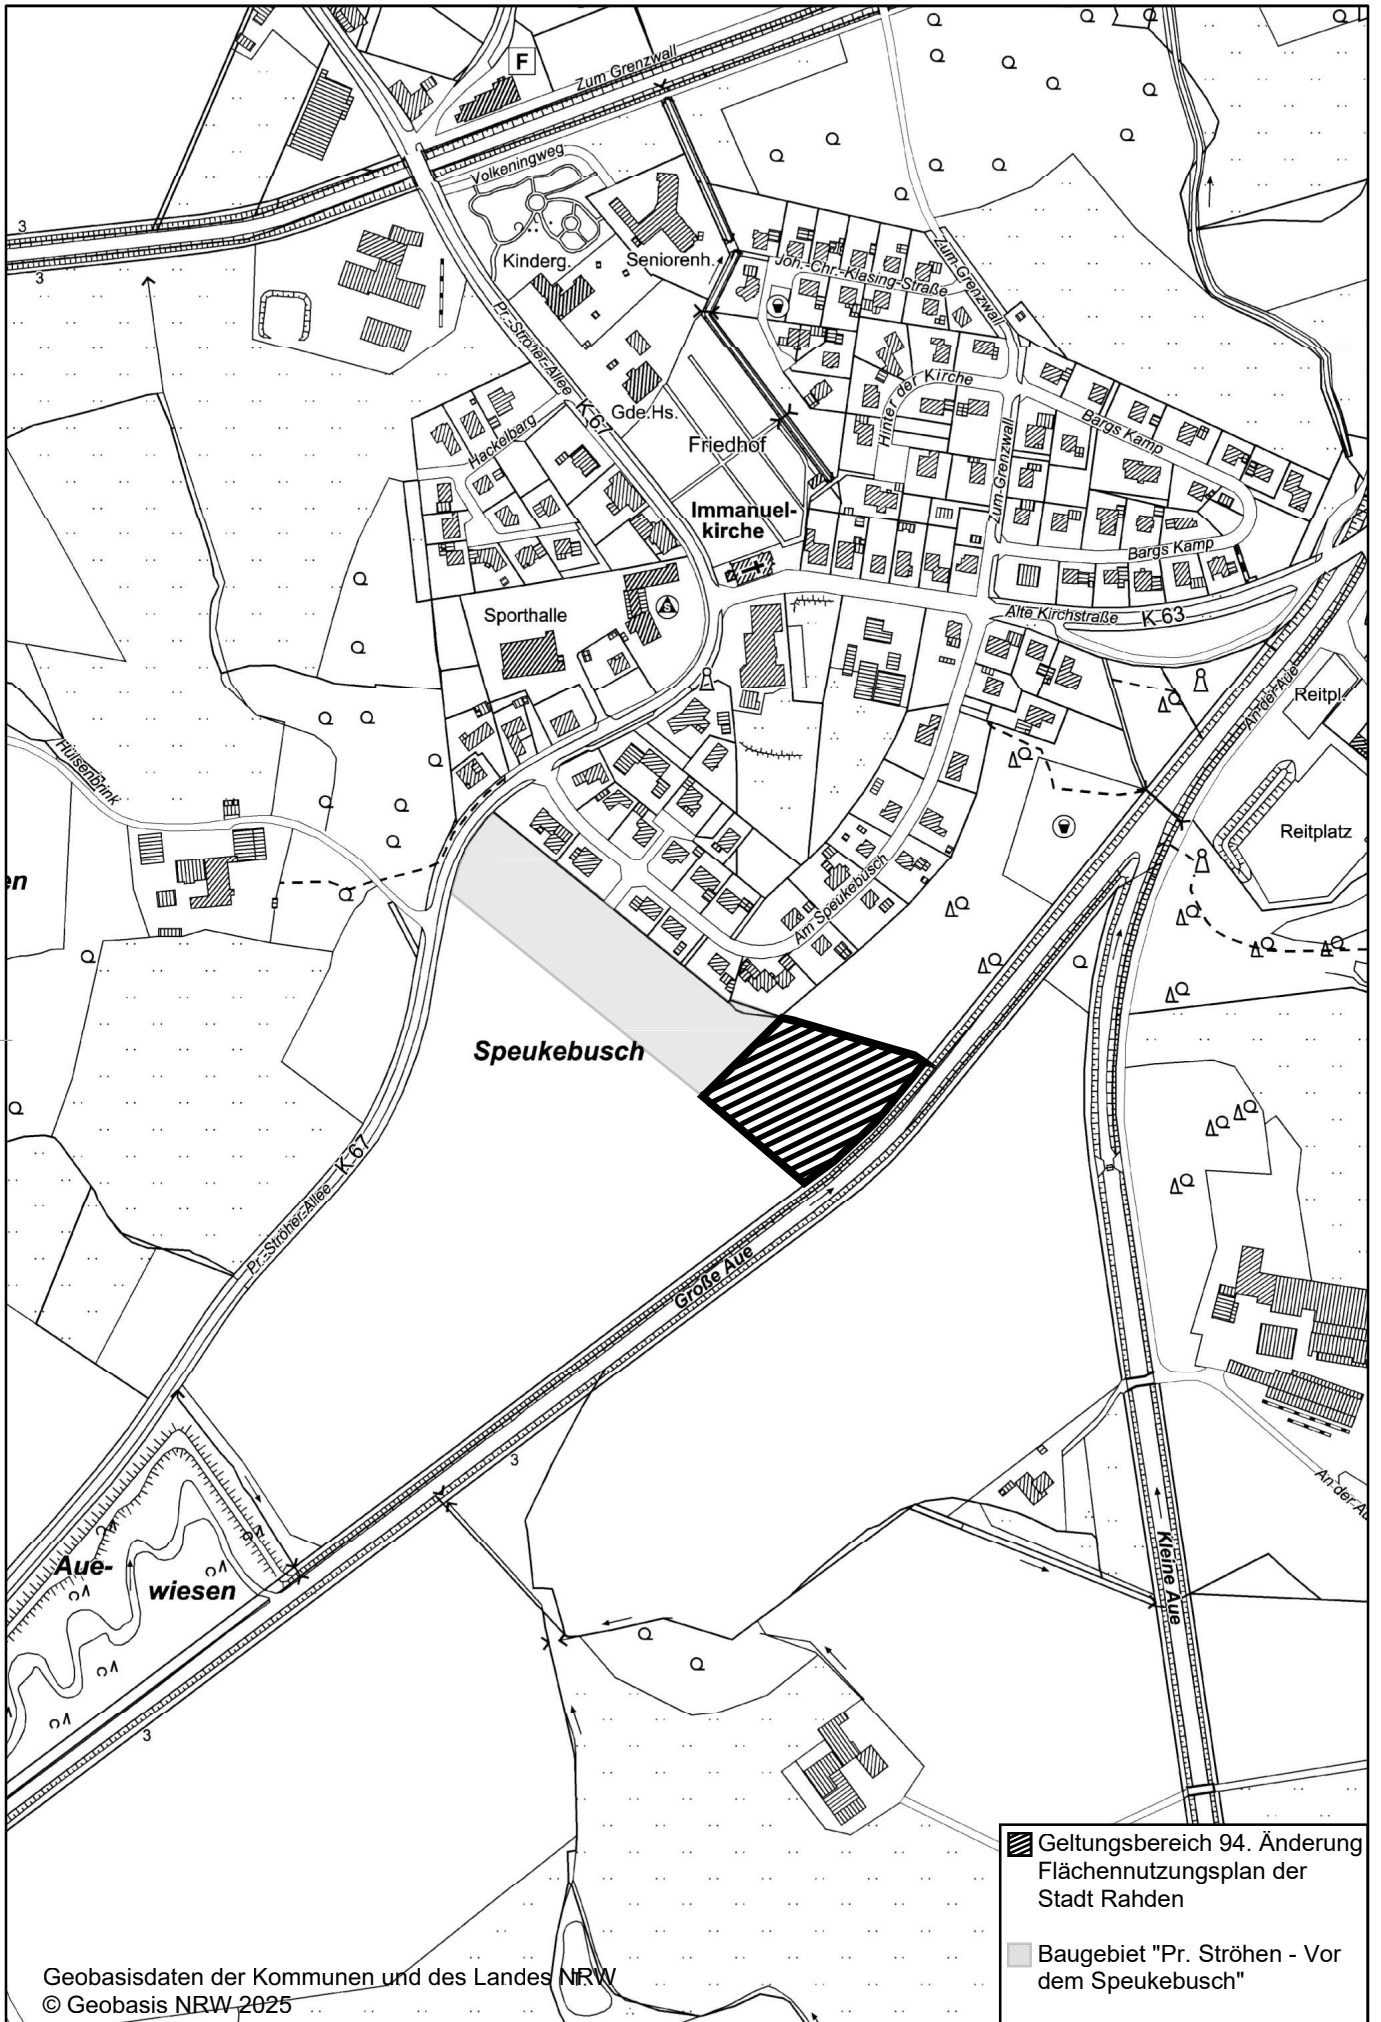 F
Zum Grenzwall
Volkeningweg
3
3
Kinderg.
Seniorenh.
Joh.-Chr.-Klasing-Straße
Zum Grenzwall
Pr.-Ströher-Allee
K 67
Gde.Hs.
Hinter der Kirche
Hackelbarg
Friedhof
Bargs Kamp
Zum Grenzwall
Immanuel-
kirche
Bargs Kamp
Sporthalle
S
Alte Kirchstraße
K 63
An der Aue
Reitpl.
Hülsenbrink
Reitplatz
en
Am Speukebusch
Speukebusch
K 67
Pr.-Ströher-Allee
Große Aue
3
An der Au
Kleine Aue
Aue-
wiesen
3
Geltungsbereich 94. Änderung
Flächennutzungsplan der
Stadt Rahden
Baugebiet "Pr. Ströhen - Vor
dem Speukebusch"
Geobasisdaten der Kommunen und des Landes NRW
© Geobasis NRW 2025